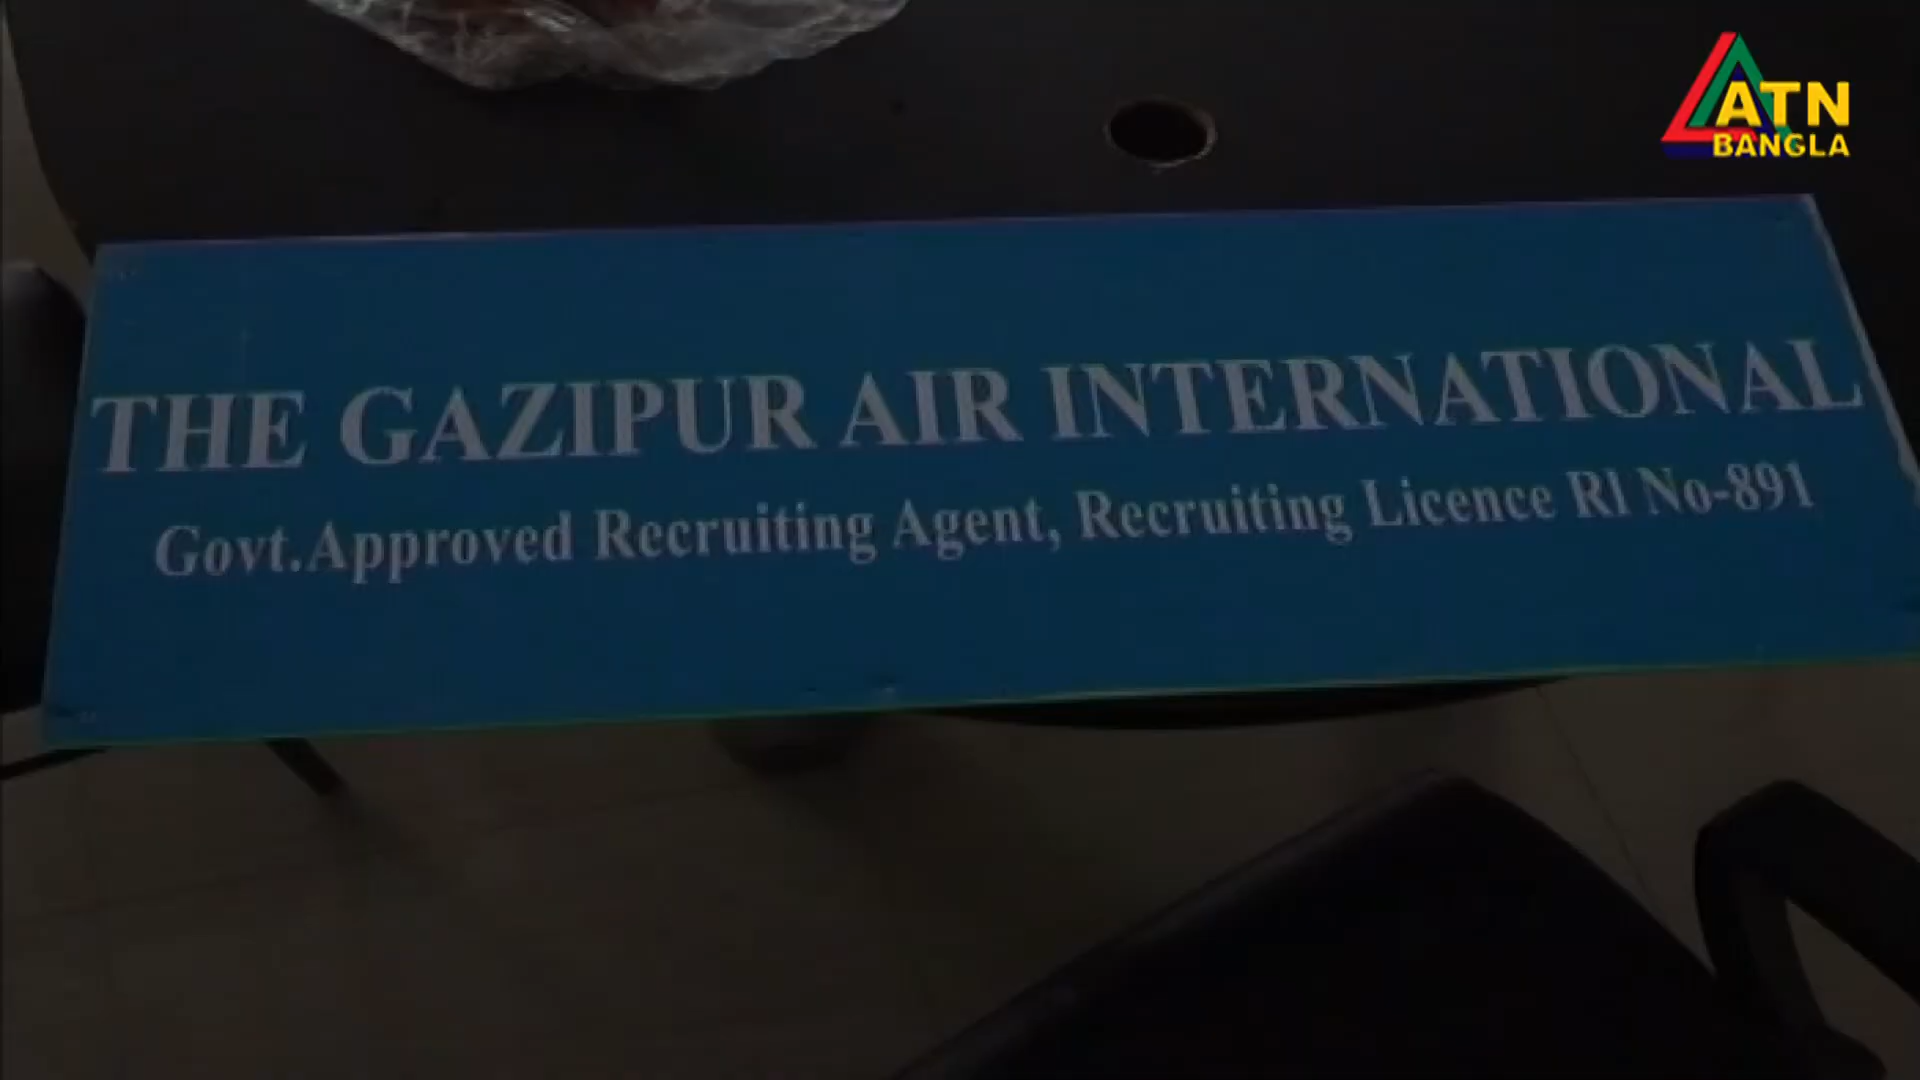 ATN
BANGLA
THE GAZIPUR AIR INTERNATIONAL
Govt.Approved Recruiting Agent, Recruiting Licence Rl No-891